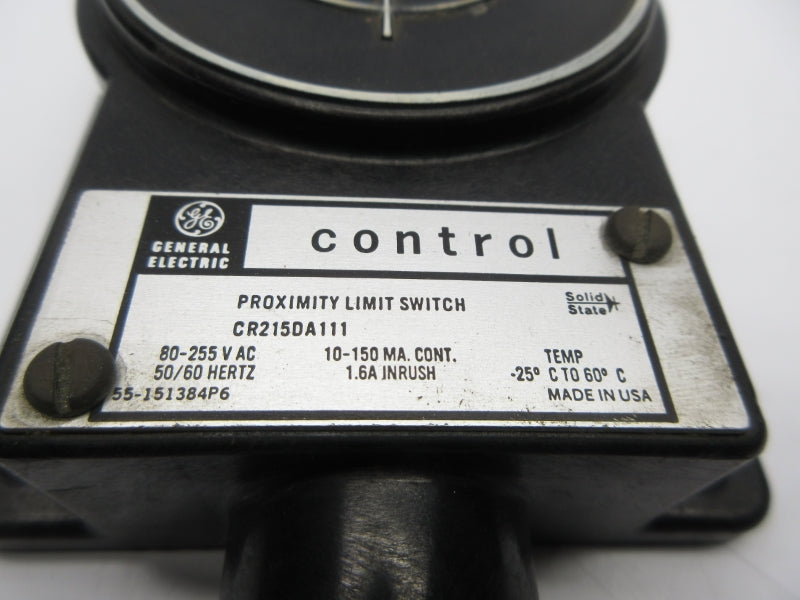 GE
GENERAL
ELECTRIC
control
PROXIMITY LIMIT SWITCH
CR215DA111
Solid
State
80-255 V AC 10-150 MA. CONT. TEMP
50/60 HERTZ 1.6A INRUSH -25° C TO 60° C
55-151384P6 MADE IN USA